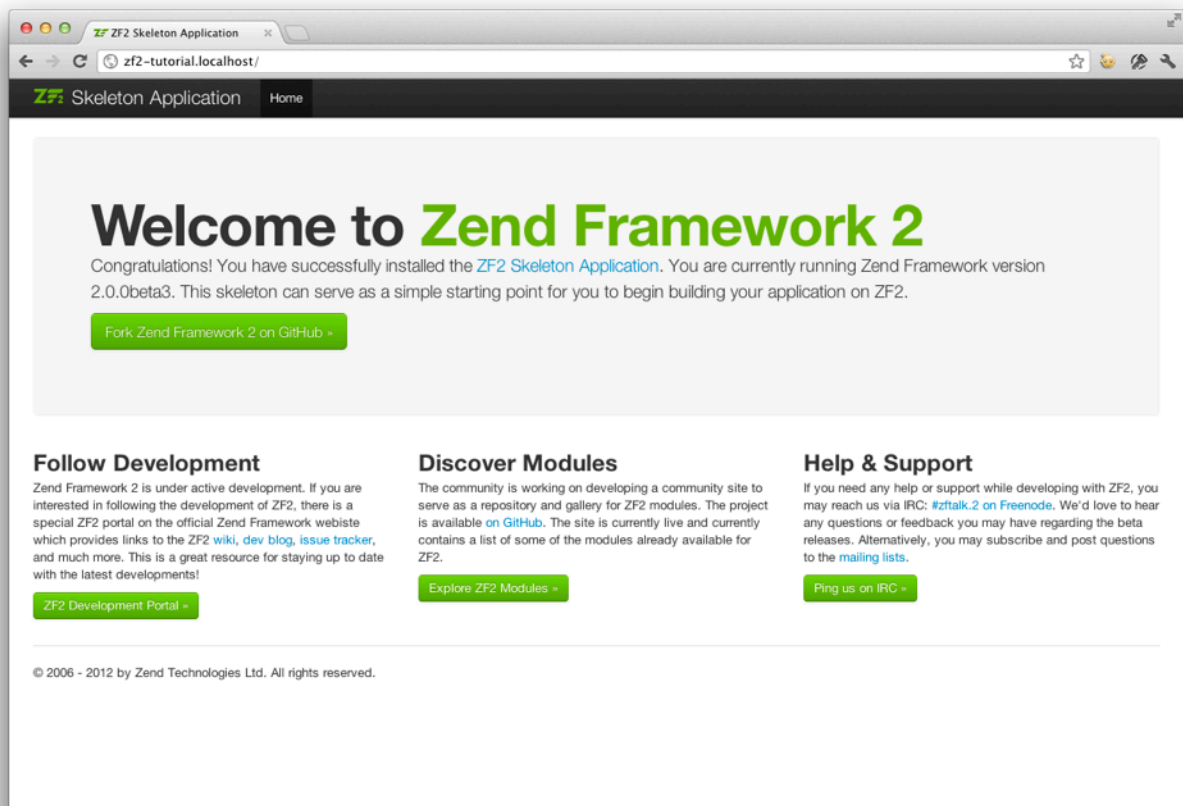 ZF2 Skeleton Application
zf2-tutorial.localhost/
ZF2 Skeleton Application Home
Welcome to Zend Framework 2
Congratulations! You have successfully installed the ZF2 Skeleton Application. You are currently running Zend Framework version
2.0.0beta3. This skeleton can serve as a simple starting point for you to begin building your application on ZF2.
Fork Zend Framework 2 on GitHub »
Follow Development
Zend Framework 2 is under active development. If you are
interested in following the development of ZF2, there is a
special ZF2 portal on the official Zend Framework webiste
which provides links to the ZF2 wiki, dev blog, issue tracker,
and much more. This is a great resource for staying up to date
with the latest developments!
ZF2 Development Portal »
Discover Modules
The community is working on developing a community site to
serve as a repository and gallery for ZF2 modules. The project
is available on GitHub. The site is currently live and currently
contains a list of some of the modules already available for
ZF2.
Explore ZF2 Modules »
Help & Support
If you need any help or support while developing with ZF2, you
may reach us via IRC: #zftalk.2 on Freenode. We'd love to hear
any questions or feedback you may have regarding the beta
releases. Alternatively, you may subscribe and post questions
to the mailing lists.
Ping us on IRC »
© 2006 - 2012 by Zend Technologies Ltd. All rights reserved.